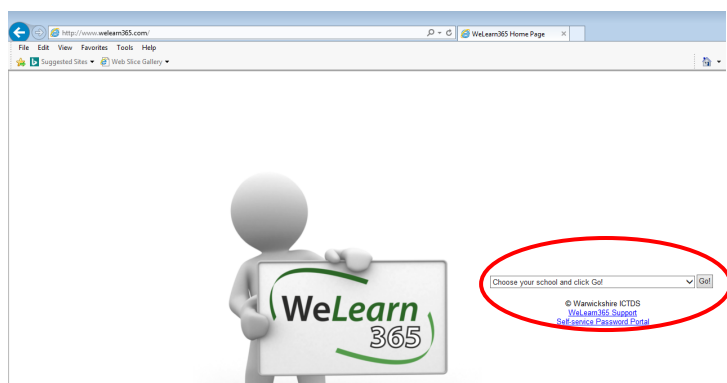 http://www.welearn365.com/
WeLearn365 Home Page
File Edit View Favorites Tools Help
Suggested Sites Web Slice Gallery
Choose your school and click Go! Go!
© Warwickshire ICTDS
WeLearn365 Support
Self-service Password Portal
WeLearn
365